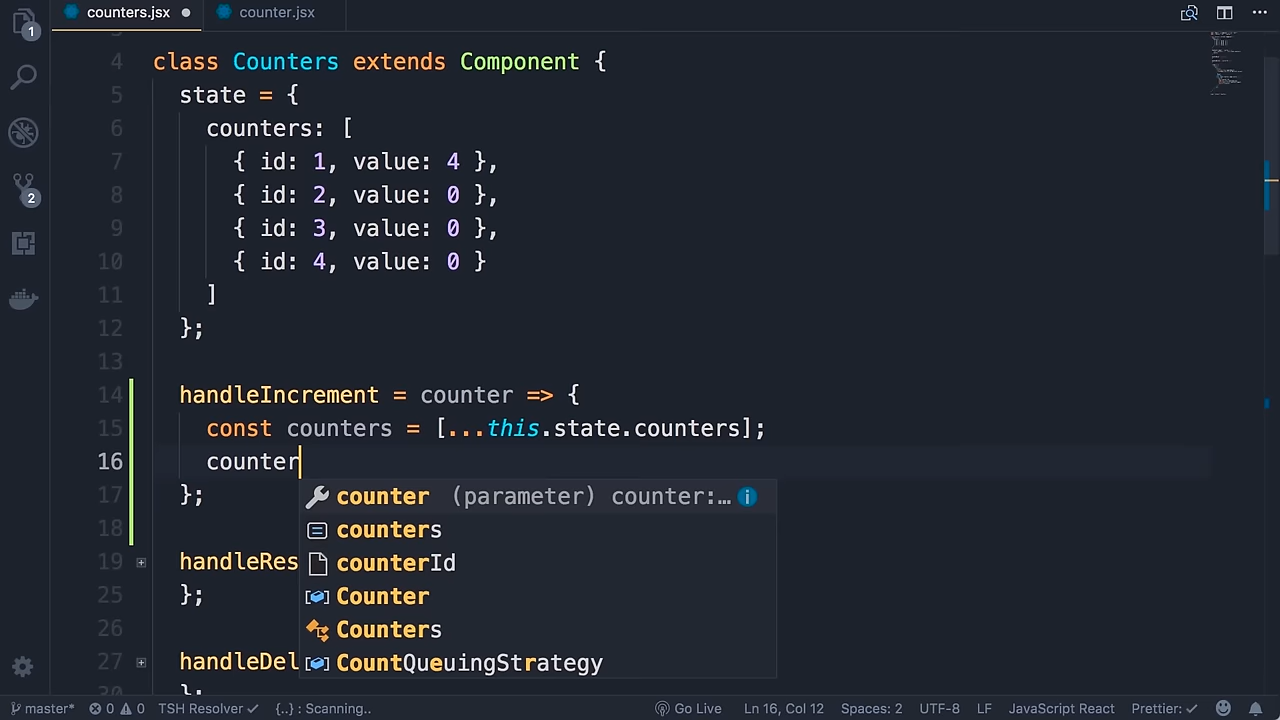 counters.jsx ● counter.jsx ···
1
4 class Counters extends Component {
5 state = {
6 counters: [
7 { id: 1, value: 4 },
8 { id: 2, value: 0 },
9 { id: 3, value: 0 },
10 { id: 4, value: 0 }
11 ]
12 };
2
13
14 handleIncrement = counter => {
15 const counters = [...this.state.counters];
16 counter
17 };
counter (parameter) counter:…
18
counters
19 handleRes
counterId
25 };
Counter
26
Counters
27 handleDel
CountQueuingStrategy
30 };
master* 0 0 TSH Resolver {..} : Scanning.. Go Live Ln 16, Col 12 Spaces: 2 UTF-8 LF JavaScript React Prettier: